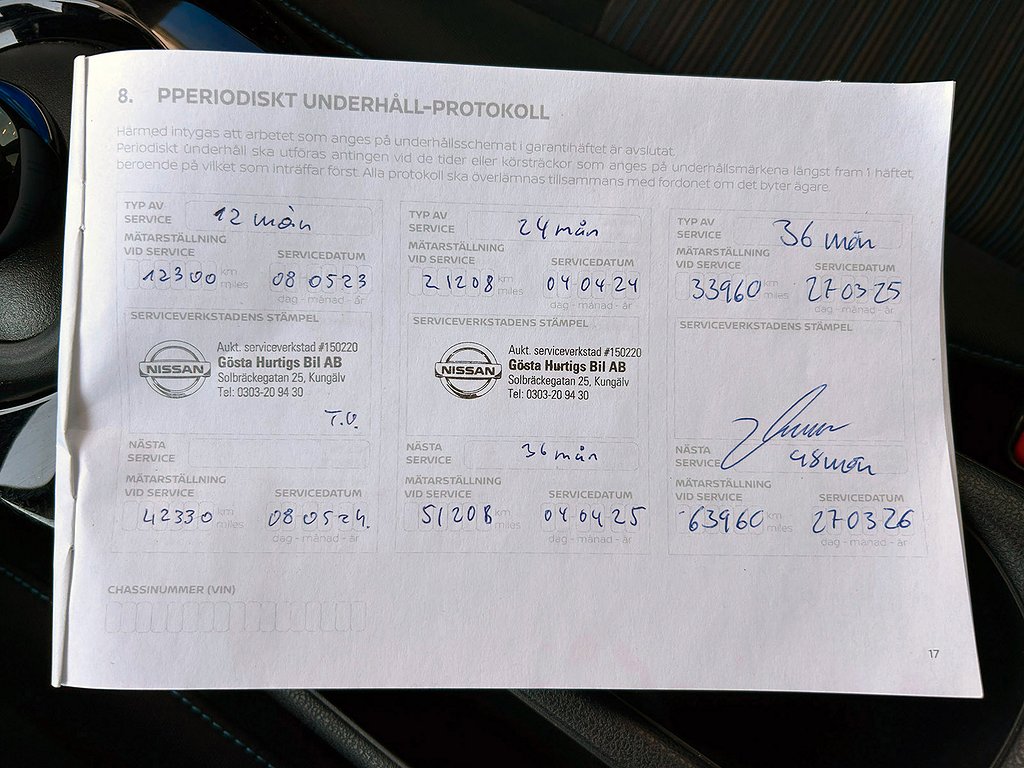 8. PPERIODISKT UNDERHÅLL-PROTOKOLL
Härmed intygas att arbetet som anges på underhållsschemat i garantihäftet är avslutat.
Periodiskt underhåll ska utföras antingen vid de tider eller körsträckor som anges på underhållsmärkena längst fram i häftet,
beroende på vilket som inträffar först. Alla protokoll ska överlämnas tillsammans med fordonet om det byter ägare.
TYP AV
SERVICE 12 mån
MÄTARSTÄLLNING
VID SERVICE SERVICEDATUM
12300 km
miles 08 05 23
dag - månad - år
SERVICEVERKSTADENS STÄMPEL
NISSAN
Aukt. serviceverkstad #150220
Gösta Hurtigs Bil AB
Solbräckegatan 25, Kungälv
Tel: 0303-20 94 30
T.O.
NÄSTA
SERVICE
MÄTARSTÄLLNING
VID SERVICE SERVICEDATUM
42330 km
miles 08 05 24.
dag - månad - år
TYP AV
SERVICE 24 mån
MÄTARSTÄLLNING
VID SERVICE SERVICEDATUM
21208 km
miles 04 04 24
dag - månad - år
SERVICEVERKSTADENS STÄMPEL
NISSAN
Aukt. serviceverkstad #150220
Gösta Hurtigs Bil AB
Solbräckegatan 25, Kungälv
Tel: 0303-20 94 30
NÄSTA
SERVICE 36 mån
MÄTARSTÄLLNING
VID SERVICE SERVICEDATUM
51208 km
miles 04 04 25
dag - månad - år
TYP AV
SERVICE 36 mån
MÄTARSTÄLLNING
VID SERVICE SERVICEDATUM
33960 km
miles 27 03 25
dag - månad - år
SERVICEVERKSTADENS STÄMPEL
NÄSTA
SERVICE 48 mån
MÄTARSTÄLLNING
VID SERVICE SERVICEDATUM
63960 km
miles 27 03 26
dag - månad - år
CHASSINUMMER (VIN)
17